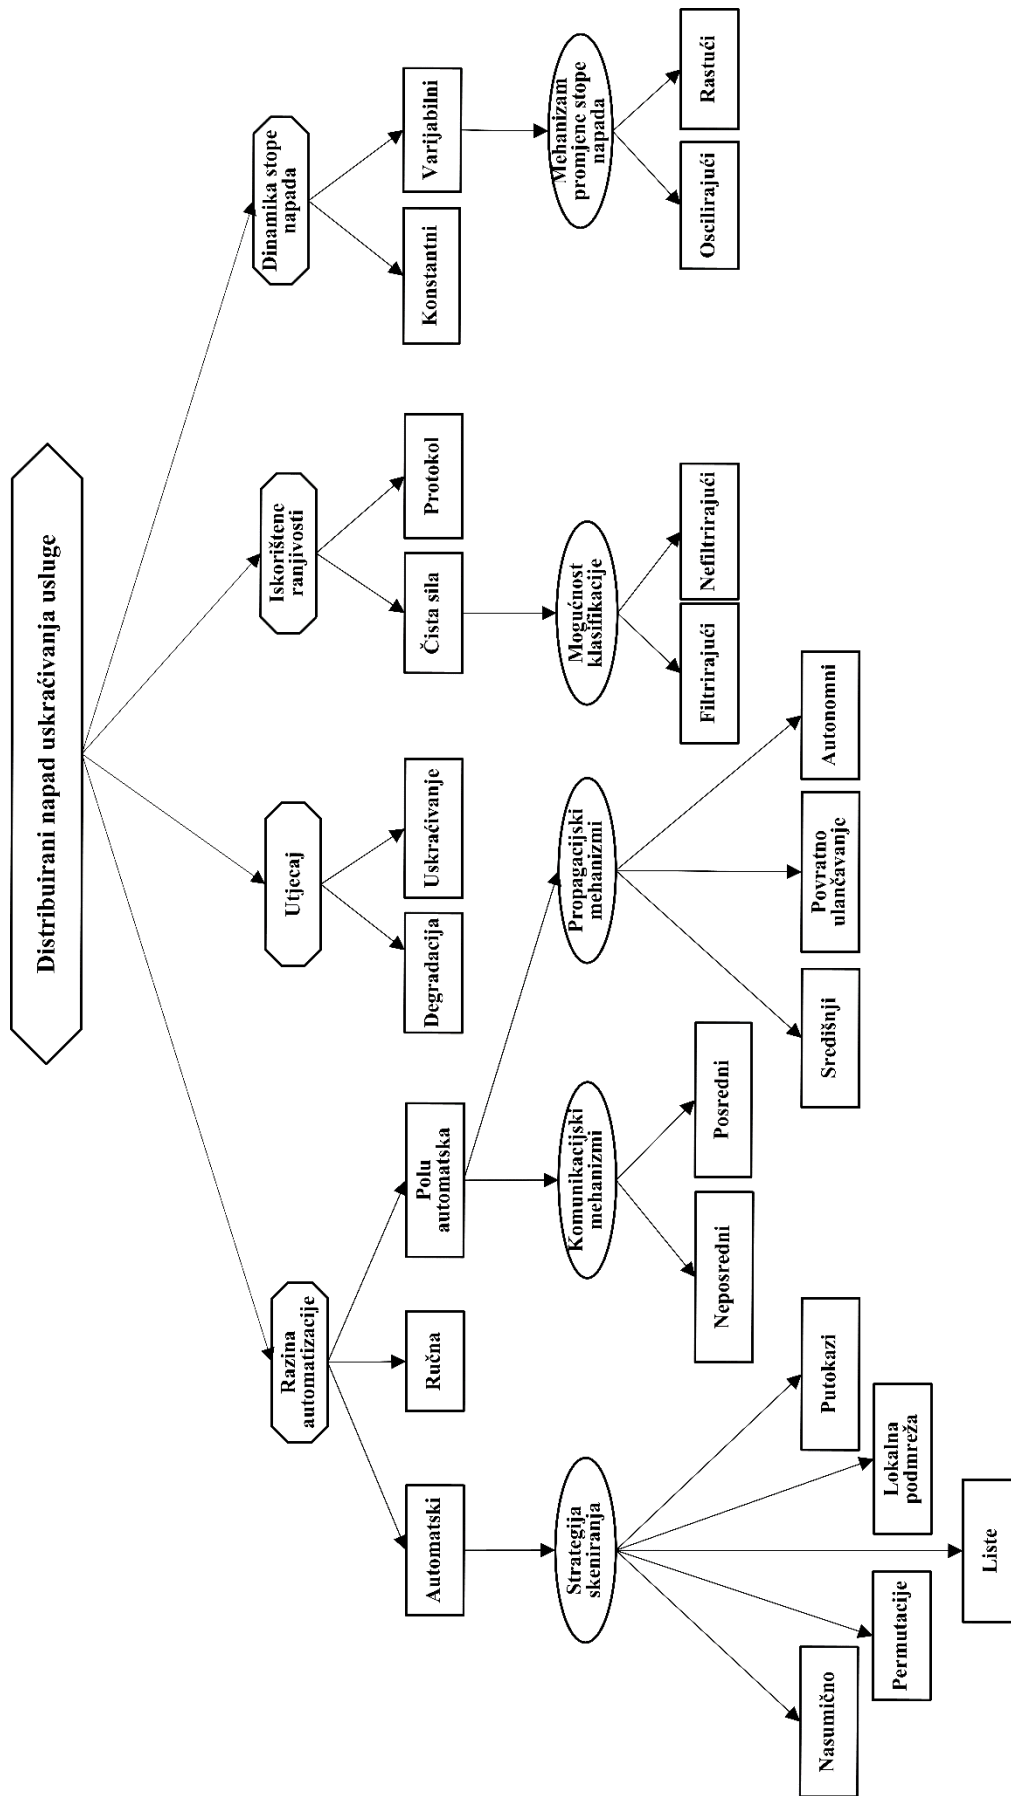 Distribuirani napad uskraćivanja usluge
Razina
automatizacije
Utjecaj
Iskorištene
ranjivosti
Dinamika stope
napada
Automatski
Ručna
Polu
automatska
Degradacija
Uskraćivanje
Čista sila
Protokol
Konstantni
Varijabilni
Strategija
skeniranja
Komunikacijski
mehanizmi
Propagacijski
mehanizmi
Mogućnost
klasifikacije
Mehanizam
promjene stope
napada
Neposredni
Posredni
Filtrirajući
Nefiltrirajući
Oscilirajući
Rastući
Nasumično
Permutacije
Liste
Lokalna
podmreža
Putokazi
Središnji
Povratno
ulančavanje
Autonomni